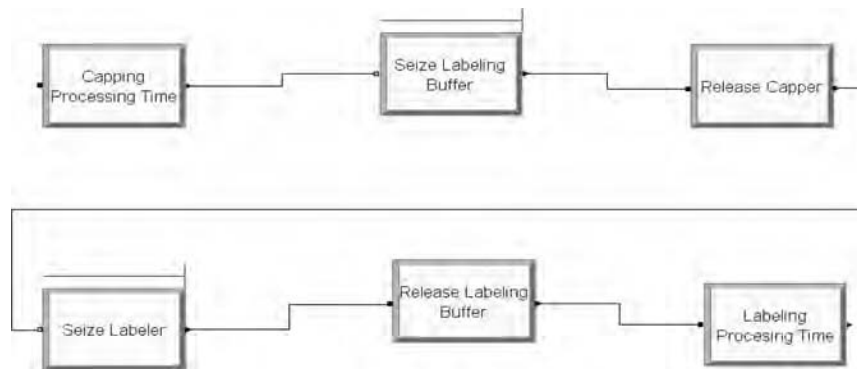 Capping
Processing Time
Seize Labeling
Buffer
Release Capper
Seize Labeler
Release Labeling
Buffer
Labeling
Procesing Time